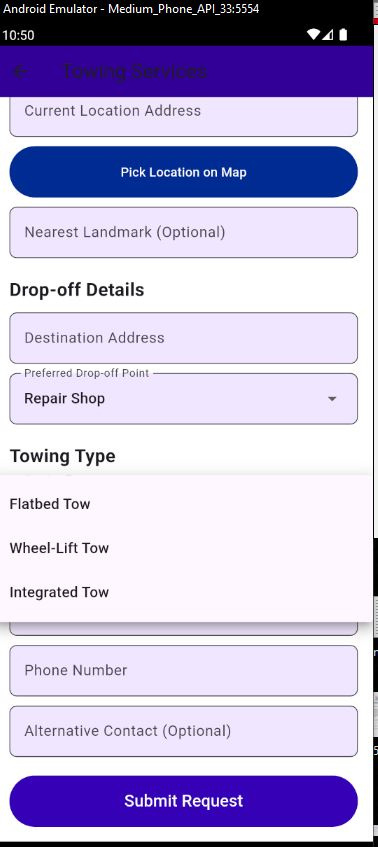 Android Emulator - Medium_Phone_API_33:5554
10:50
Towing Services
Current Location Address
Pick Location on Map
Nearest Landmark (Optional)
Drop-off Details
Destination Address
Preferred Drop-off Point
Repair Shop
Towing Type
Flatbed Tow
Wheel-Lift Tow
Integrated Tow
Phone Number
Alternative Contact (Optional)
Submit Request